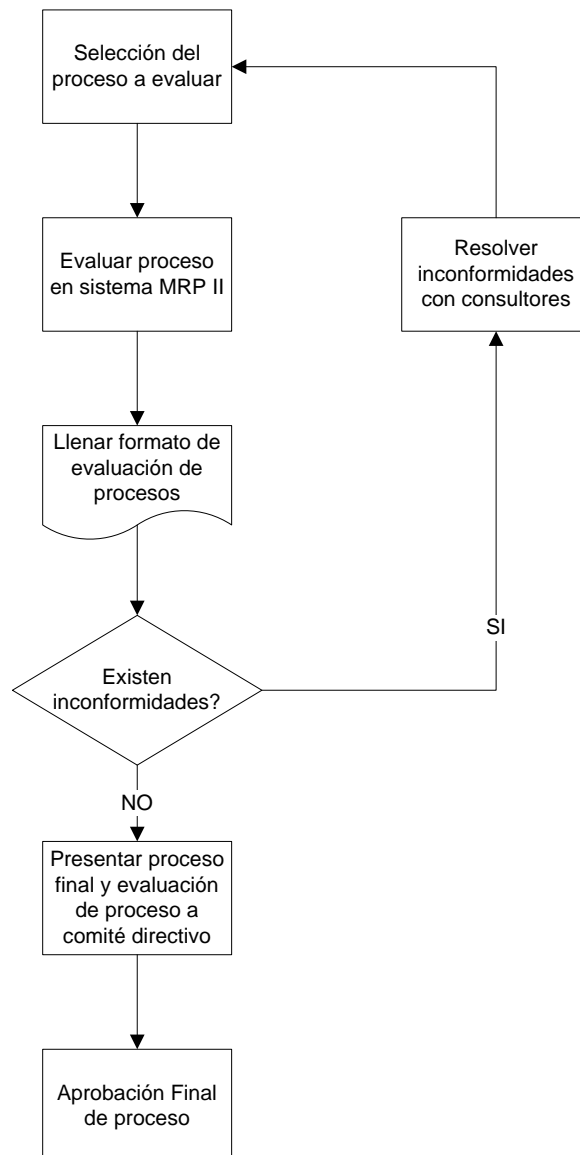 Selección del
proceso a evaluar
Evaluar proceso
en sistema MRP II
Resolver
inconformidades
con consultores
Llenar formato de
evaluación de
procesos
Existen
inconformidades?
SI
NO
Presentar proceso
final y evaluación
de proceso a
comité directivo
Aprobación Final
de proceso